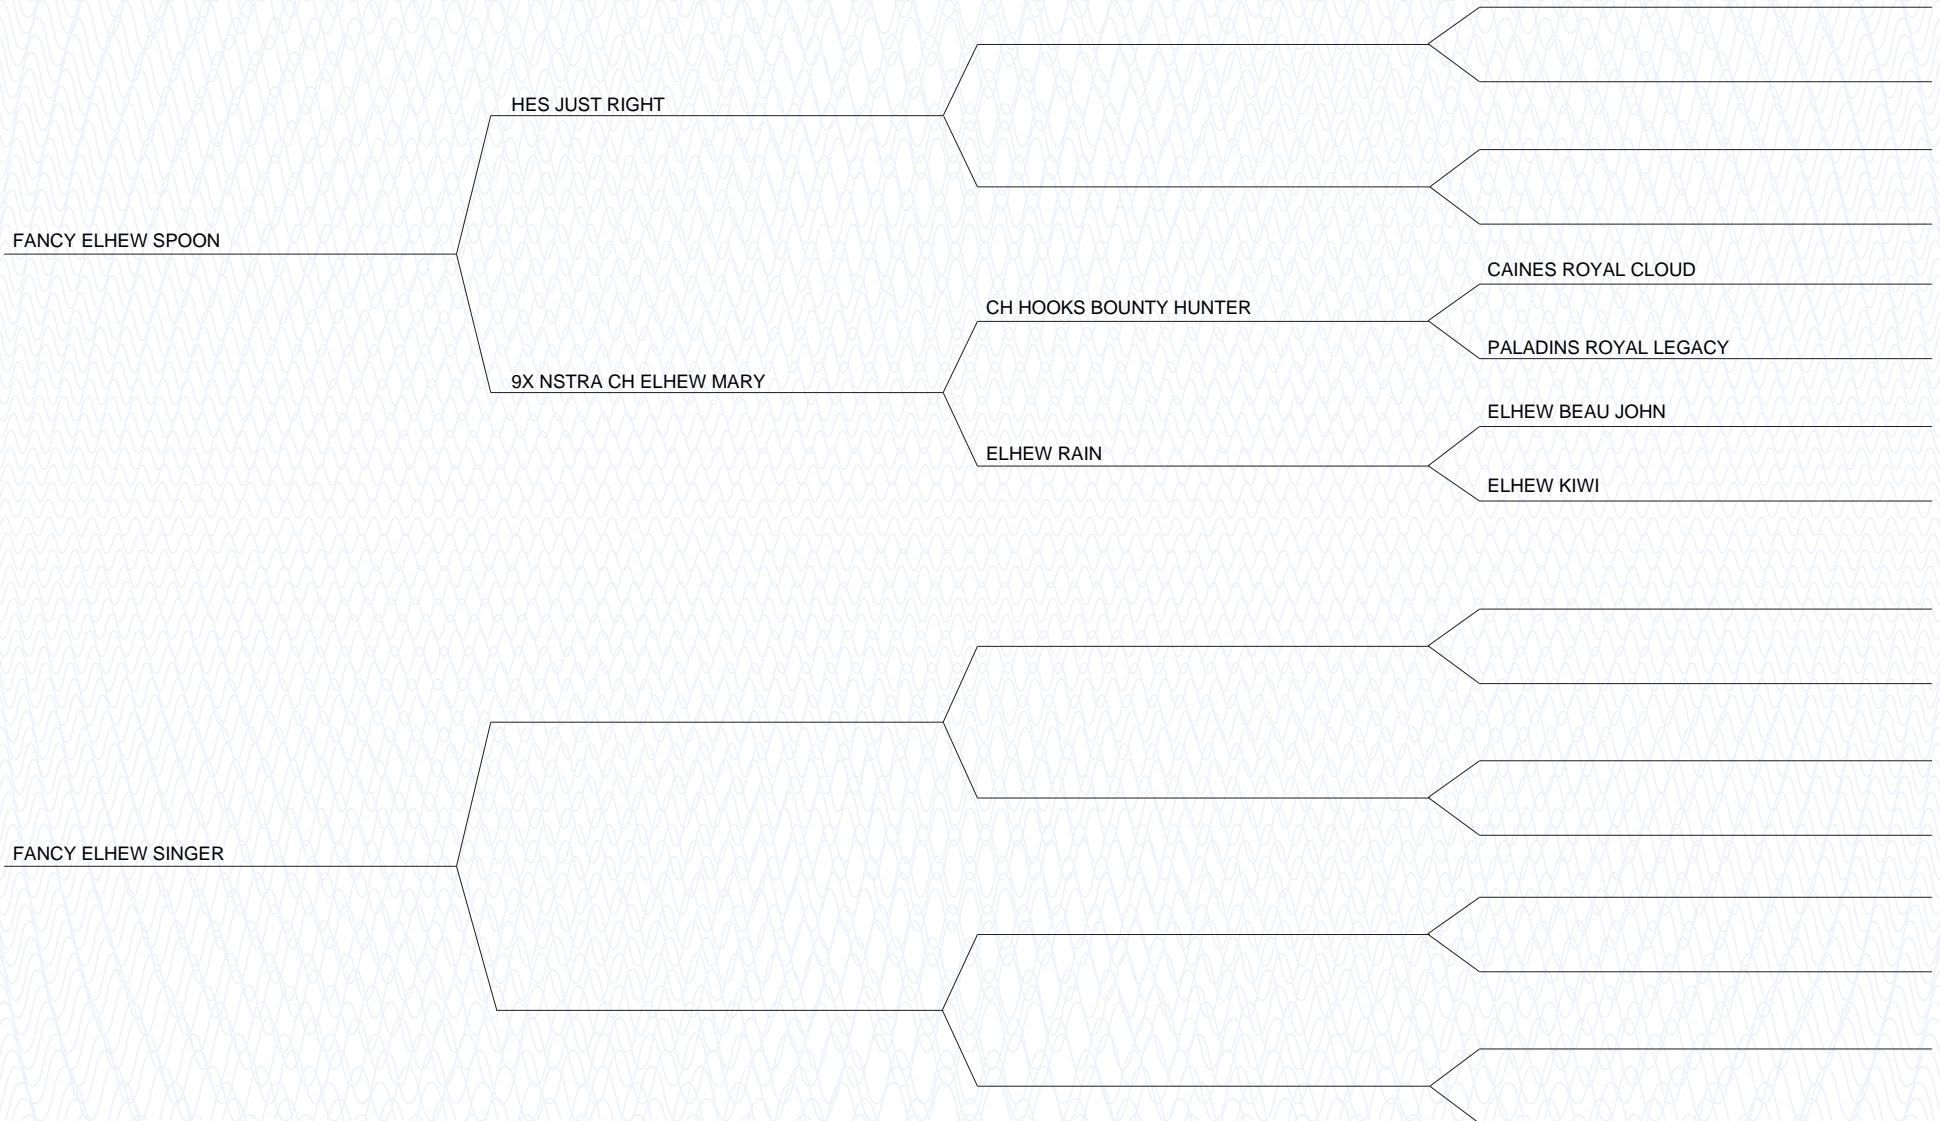 HES JUST RIGHT
FANCY ELHEW SPOON
CAINES ROYAL CLOUD
CH HOOKS BOUNTY HUNTER
PALADINS ROYAL LEGACY
9X NSTRA CH ELHEW MARY
ELHEW BEAU JOHN
ELHEW RAIN
ELHEW KIWI
FANCY ELHEW SINGER